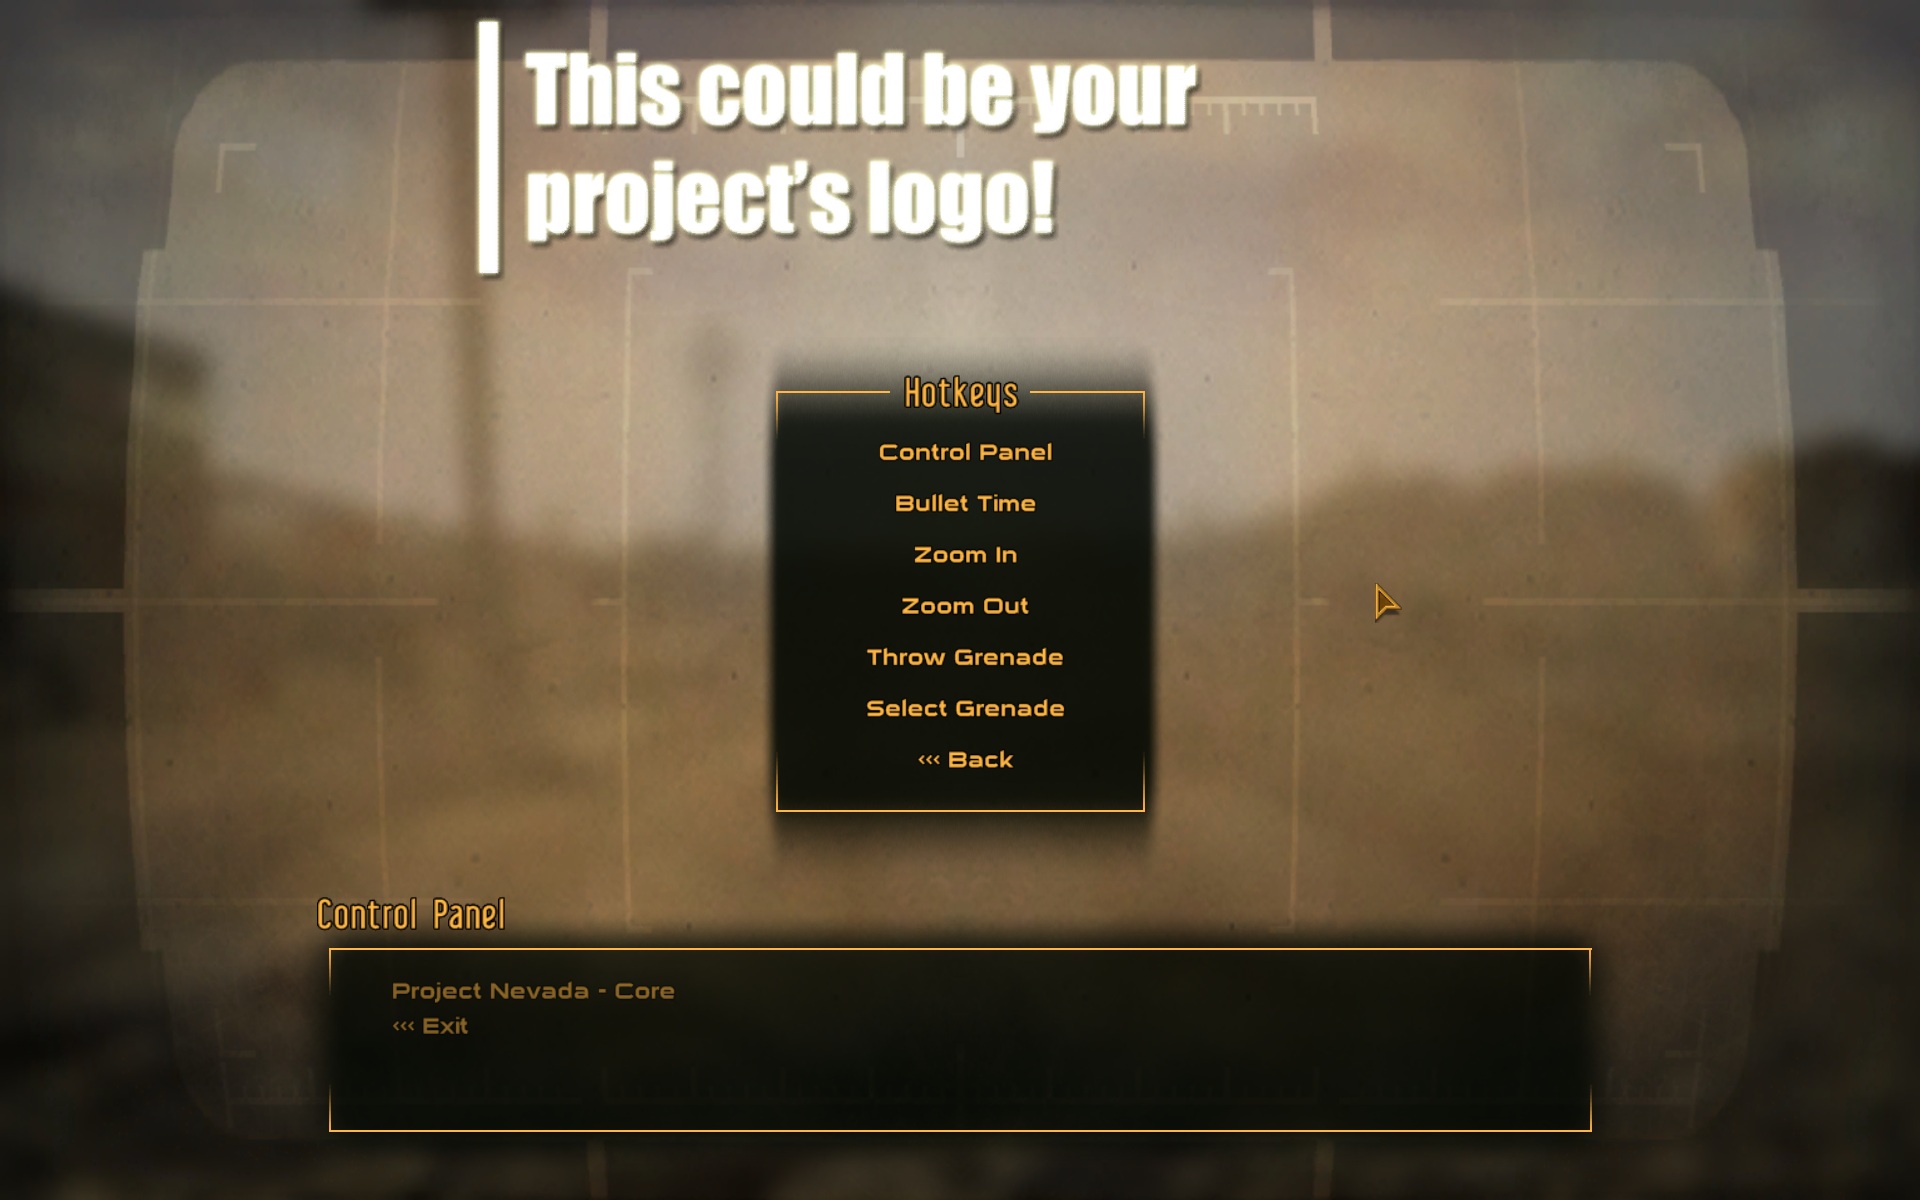 This could be your
project's logo!
Hotkeys
Control Panel
Bullet Time
Zoom In
Zoom Out
Throw Grenade
Select Grenade
‹‹‹ Back
Control Panel
Project Nevada - Core
‹‹‹ Exit